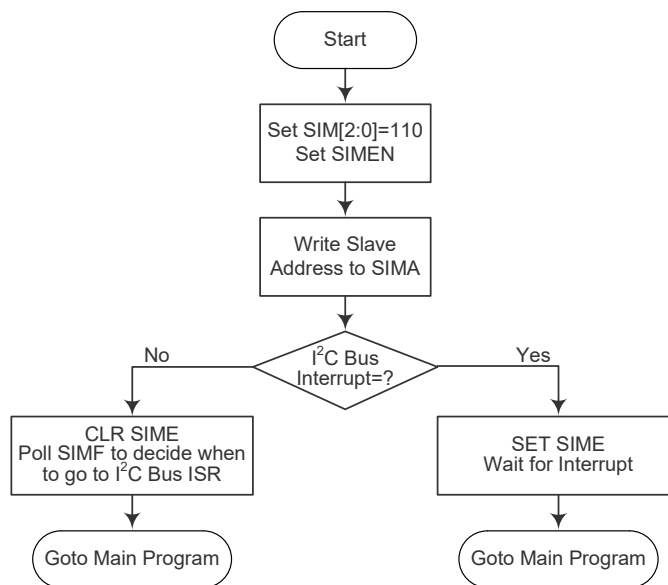 Start
Set SIM[2:0]=110
Set SIMEN
Write Slave
Address to SIMA
I²C Bus
Interrupt=?
No
Yes
CLR SIME
Poll SIMF to decide when
to go to I²C Bus ISR
SET SIME
Wait for Interrupt
Goto Main Program
Goto Main Program